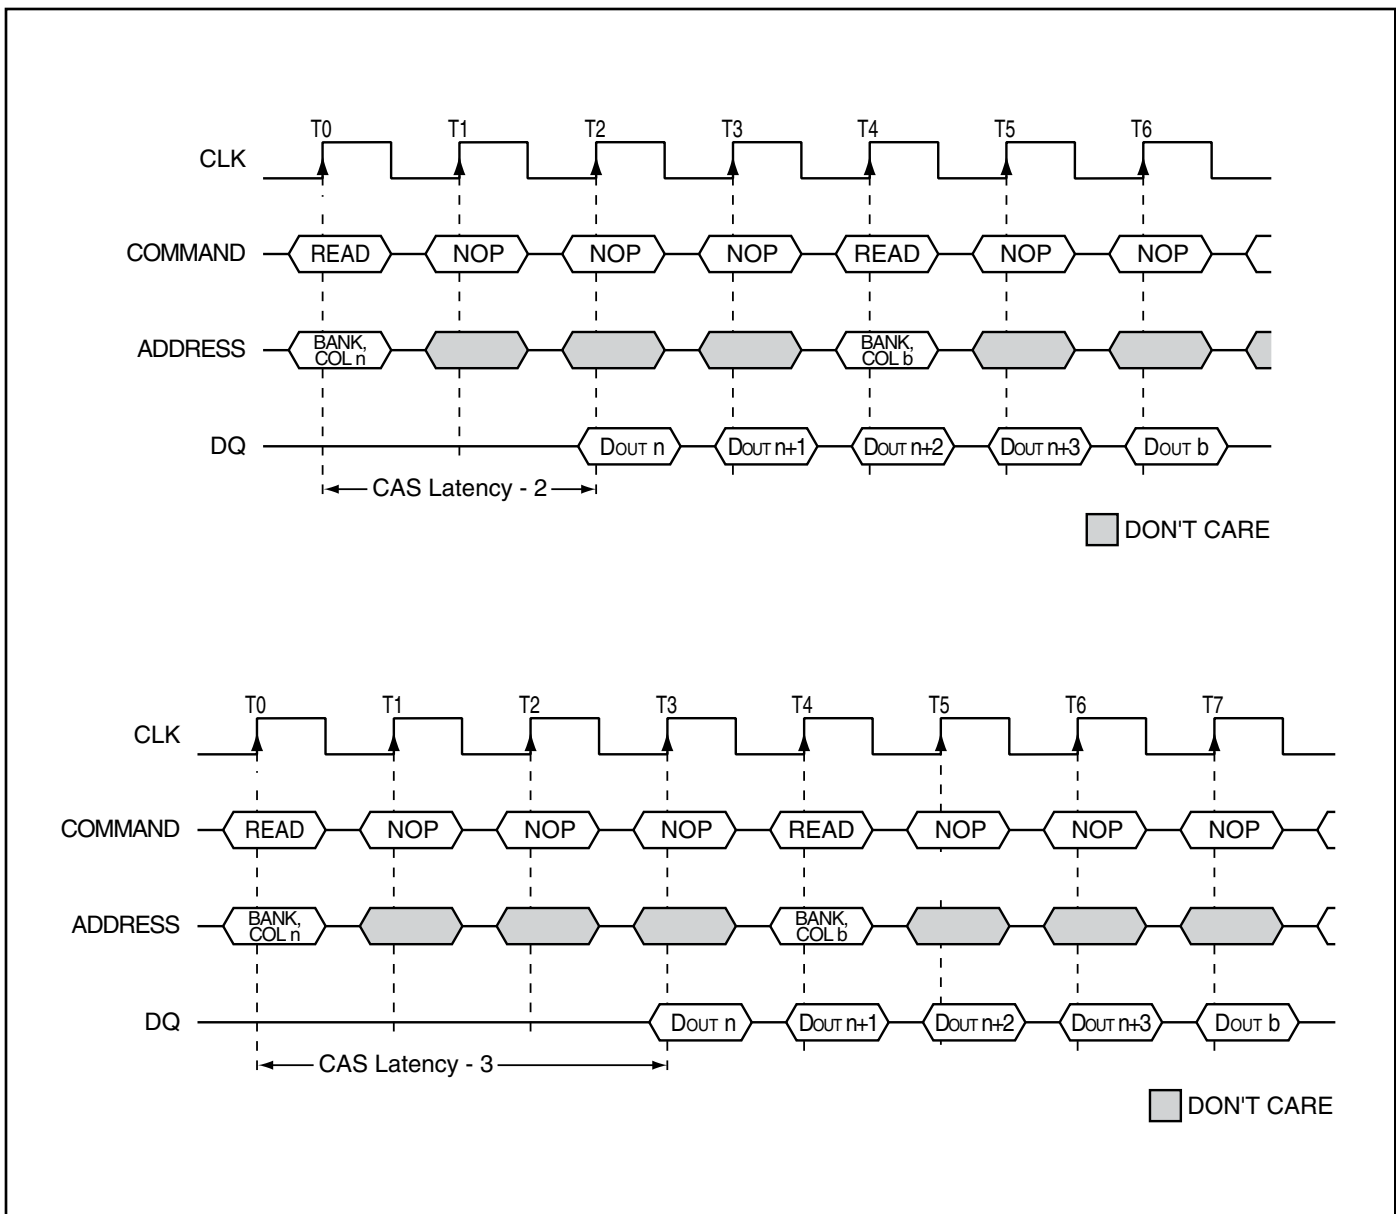 T0 T1 T2 T3 T4 T5 T6
CLK
COMMAND READ NOP NOP NOP READ NOP NOP
ADDRESS BANK, COL n BANK, COL b
DQ DOUT n DOUT n+1 DOUT n+2 DOUT n+3 DOUT b
CAS Latency - 2
DON'T CARE
T0 T1 T2 T3 T4 T5 T6 T7
CLK
COMMAND READ NOP NOP NOP READ NOP NOP NOP
ADDRESS BANK, COL n BANK, COL b
DQ DOUT n DOUT n+1 DOUT n+2 DOUT n+3 DOUT b
CAS Latency - 3
DON'T CARE